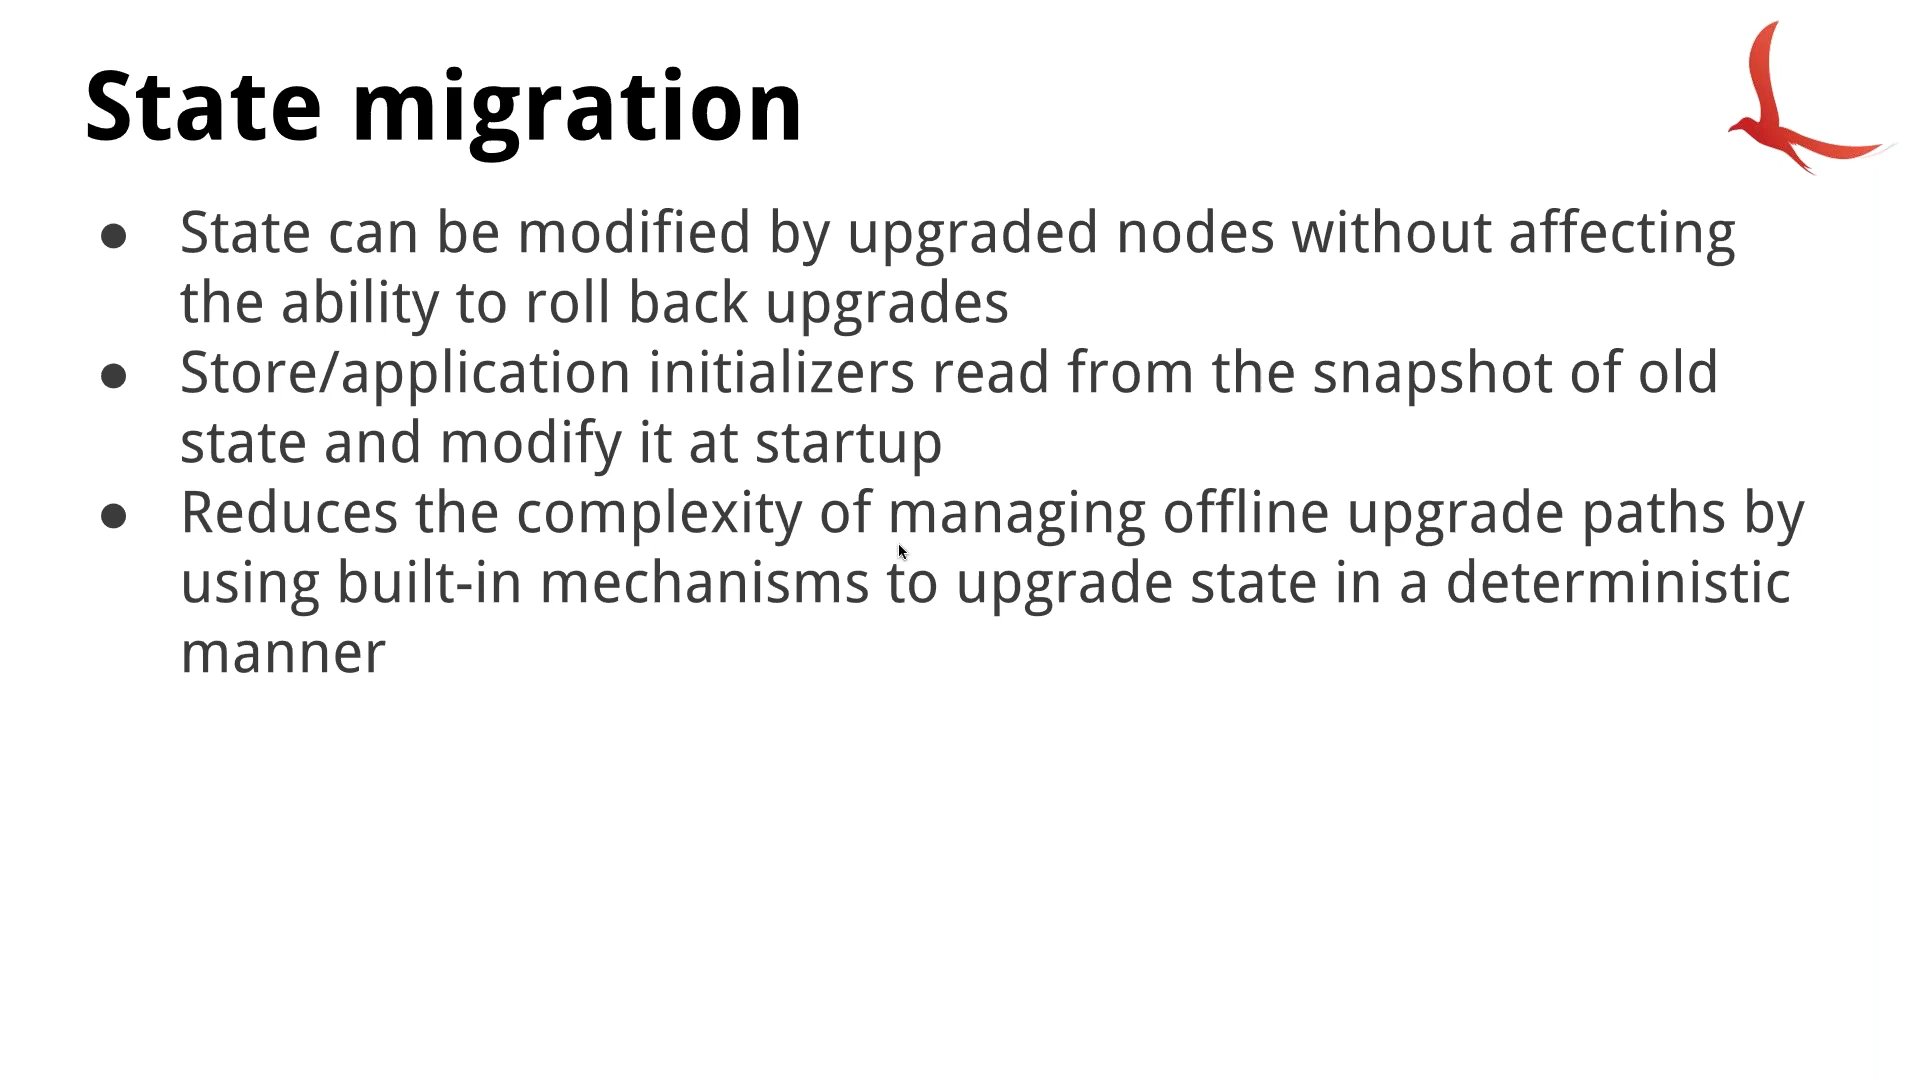 State migration
● State can be modified by upgraded nodes without affecting
the ability to roll back upgrades
● Store/application initializers read from the snapshot of old
state and modify it at startup
● Reduces the complexity of managing offline upgrade paths by
using built-in mechanisms to upgrade state in a deterministic
manner